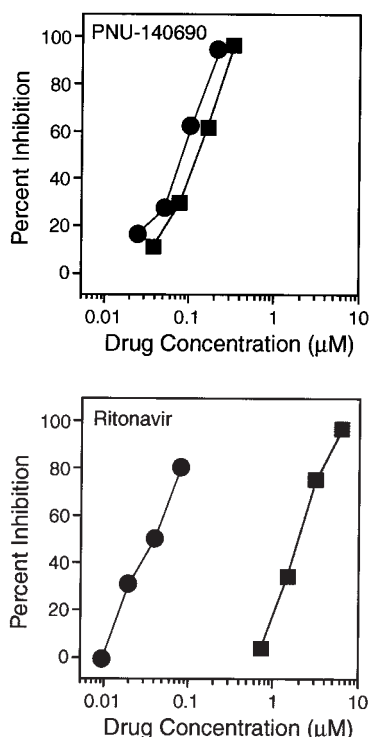 PNU-140690
100
80
60
40
20
0
Percent Inhibition
0.01 0.1 1 10
Drug Concentration (µM)
Ritonavir
100
80
60
40
20
0
Percent Inhibition
0.01 0.1 1 10
Drug Concentration (µM)